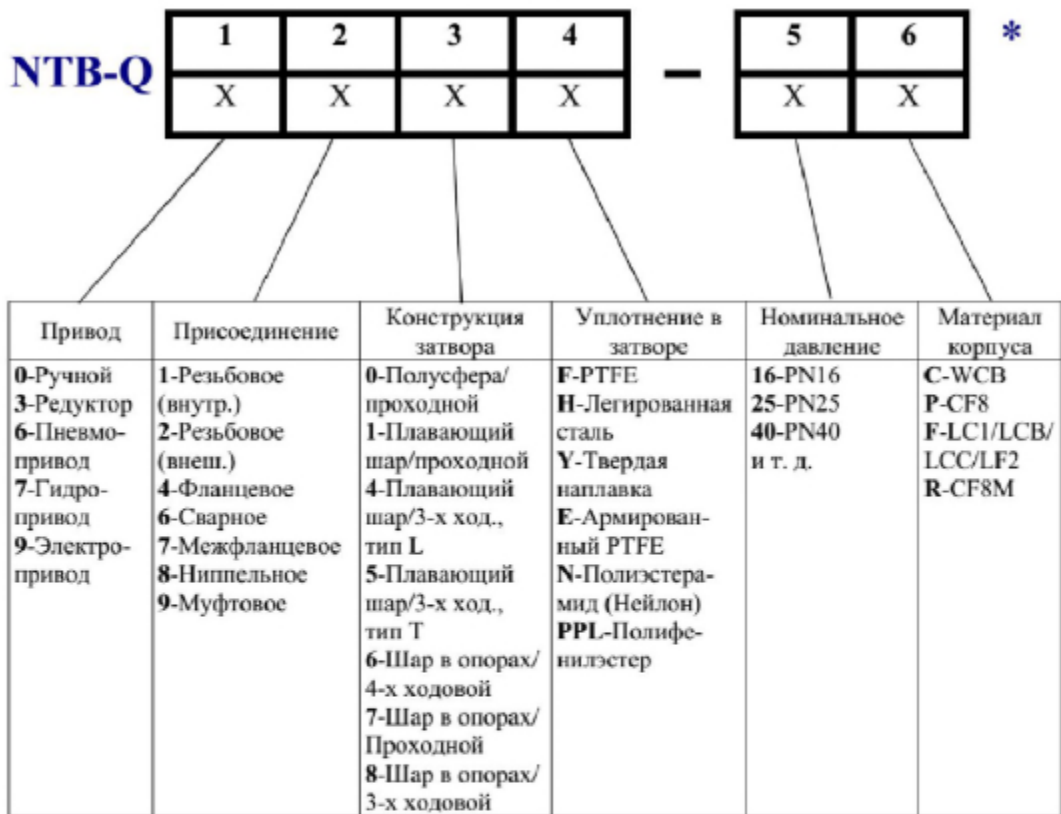 1 2 3 4 5 6 *
NTB-Q X X X X – X X
Привод
0-Ручной
3-Редуктор
6-Пневмо-
привод
7-Гидро-
привод
9-Электро-
привод
Присоединение
1-Резьбовое
(внутр.)
2-Резьбовое
(внеш.)
4-Фланцевое
6-Сварное
7-Межфланцевое
8-Ниппельное
9-Муфтовое
Конструкция
затвора
0-Полусфера/
проходной
1-Плавающий
шар/проходной
4-Плавающий
шар/3-х ход.,
тип L
5-Плавающий
шар/3-х ход.,
тип Т
6-Шар в опорах/
4-х ходовой
7-Шар в опорах/
Проходной
8-Шар в опорах/
3-х ходовой
Уплотнение в
затворе
F-PTFE
H-Легированная
сталь
Y-Твердая
наплавка
E-Армирован-
ный PTFE
N-Полиэстера-
мид (Нейлон)
PPL-Полифе-
нилэстер
Номинальное
давление
16-PN16
25-PN25
40-PN40
и т. д.
Материал
корпуса
C-WCB
P-CF8
F-LC1/LCB/
LCC/LF2
R-CF8M